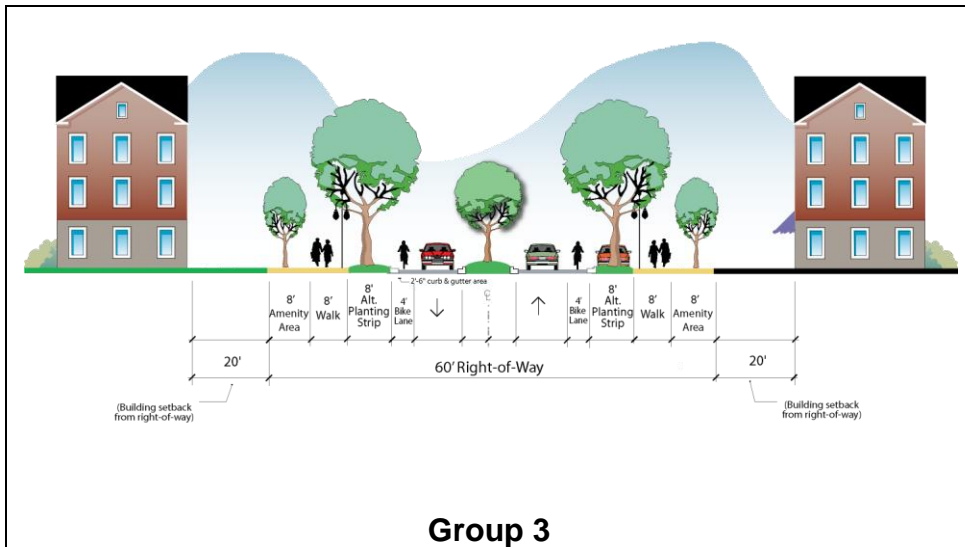 2'-6" curb & gutter area
8'
Amenity
Area
8'
Walk
8'
Alt.
Planting
Strip
4'
Bike
Lane
↓
℄
↑
4'
Bike
Lane
8'
Alt.
Planting
Strip
8'
Walk
8'
Amenity
Area
20'
60' Right-of-Way
20'
(Building setback
from right-of-way)
(Building setback
from right-of-way)
Group 3